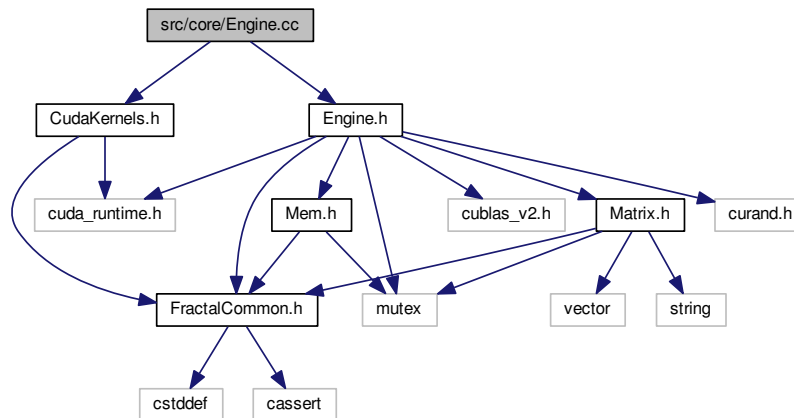 src/core/Engine.cc
CudaKernels.h
Engine.h
cuda_runtime.h
Mem.h
cublas_v2.h
Matrix.h
curand.h
FractalCommon.h
mutex
vector
string
cstddef
cassert